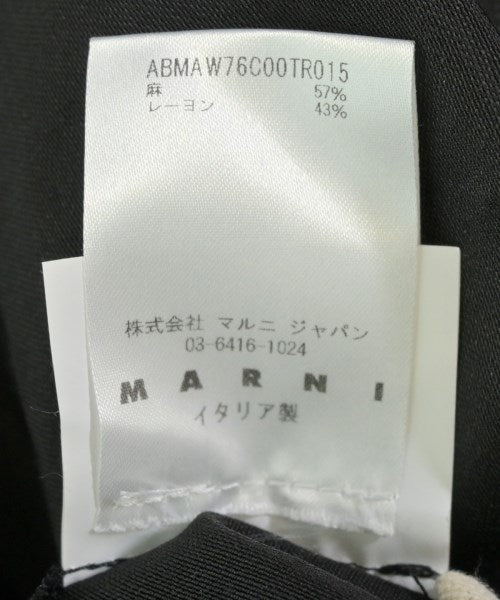 ABMAW76C00TR015
麻 57%
レーヨン 43%
株式会社 マルニ ジャパン
03-6416-1024
MARNI
イタリア製